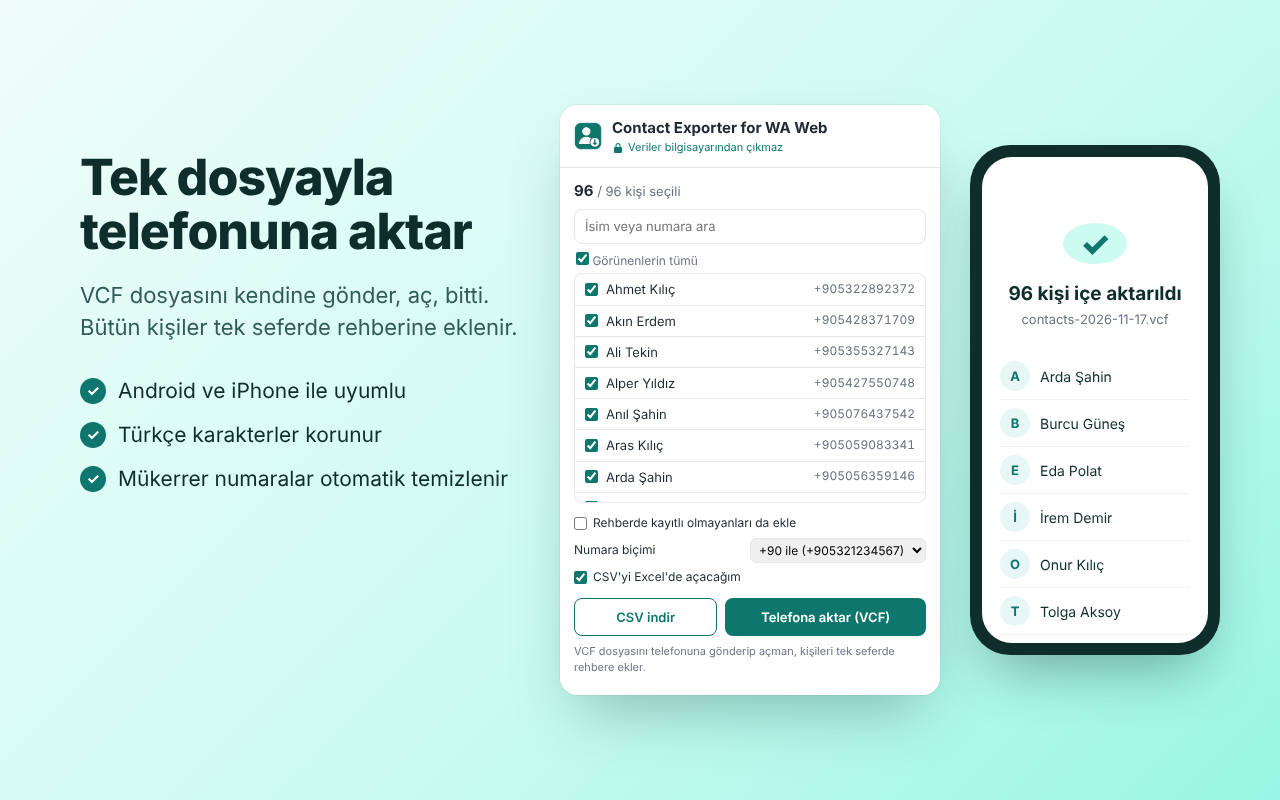 Tek dosyayla
telefonuna aktar
VCF dosyasını kendine gönder, aç, bitti.
Bütün kişiler tek seferde rehberine eklenir.
Android ve iPhone ile uyumlu
Türkçe karakterler korunur
Mükerrer numaralar otomatik temizlenir
Contact Exporter for WA Web
Veriler bilgisayarından çıkmaz
96 / 96 kişi seçili
İsim veya numara ara
Görünenlerin tümü
Ahmet Kılıç +905322892372
Akın Erdem +905428371709
Ali Tekin +905355327143
Alper Yıldız +905427550748
Anıl Şahin +905076437542
Aras Kılıç +905059083341
Arda Şahin +905056359146
Rehberde kayıtlı olmayanları da ekle
Numara biçimi +90 ile (+905321234567)
CSV'yi Excel'de açacağım
CSV indir Telefona aktar (VCF)
VCF dosyasını telefonuna gönderip açman, kişileri tek seferde
rehbere ekler.
96 kişi içe aktarıldı
contacts-2026-11-17.vcf
A Arda Şahin
B Burcu Güneş
E Eda Polat
İ İrem Demir
O Onur Kılıç
T Tolga Aksoy